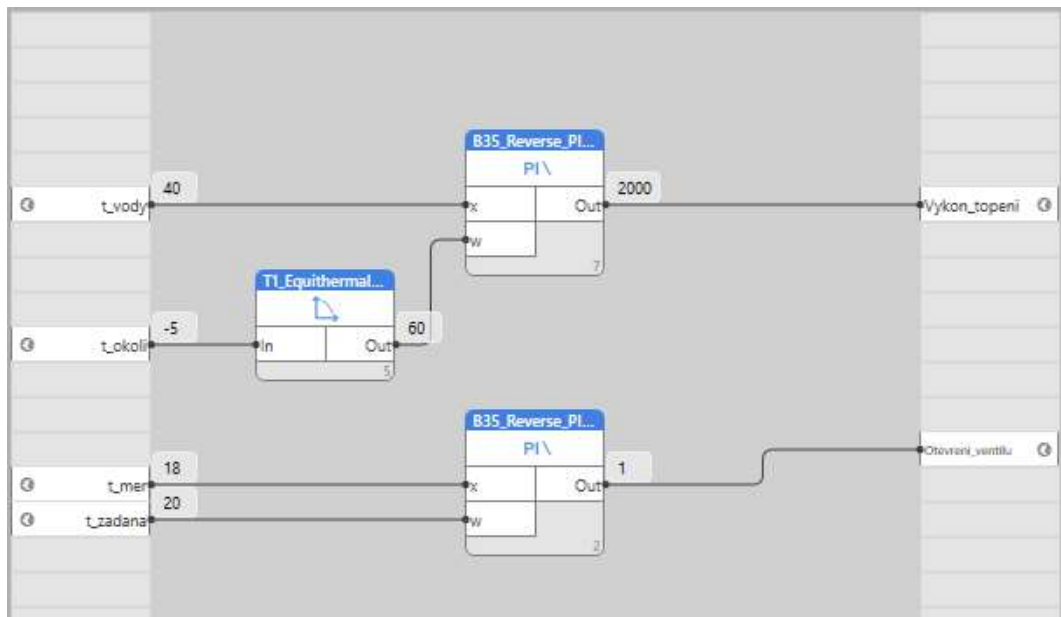 B35_Reverse_PI...
PI \
40
2000
t_vody
x
Out
Vykon_topeni
w
7
T1_Equithermal...
-5
60
t_okoli
In
Out
5
B35_Reverse_PI...
PI \
18
1
Otevreni_ventilu
t_mer
x
Out
20
t_zadana
w
2